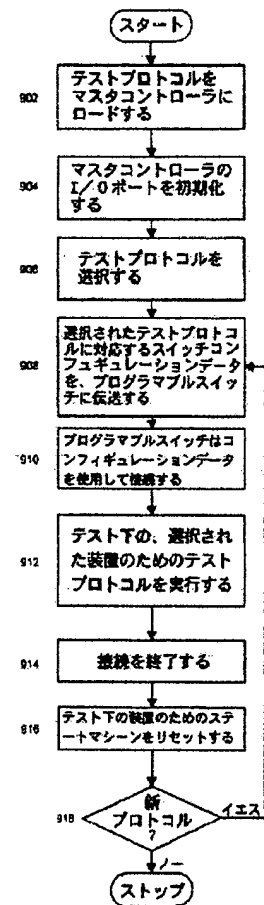 スタート
902
テストプロトコルを
マスタコントローラに
ロードする
904
マスタコントローラの
I/Oポートを初期化
する
906
テストプロトコルを
選択する
908
選択されたテストプロトコ
ルに対応するスイッチコン
フュギュレーションデータ
を、プログラマブルスイッ
チに伝送する
910
プログラマブルスイッチはコ
ンフィギュレーションデータ
を使用して接続する
912
テスト下の、選択され
た装置のためのテスト
プロトコルを実行する
914
接続を終了する
916
テスト下の装置のためのステ
ートマシーンをリセットする
918
新
プロトコル
?
イエス
ノー
ストップ